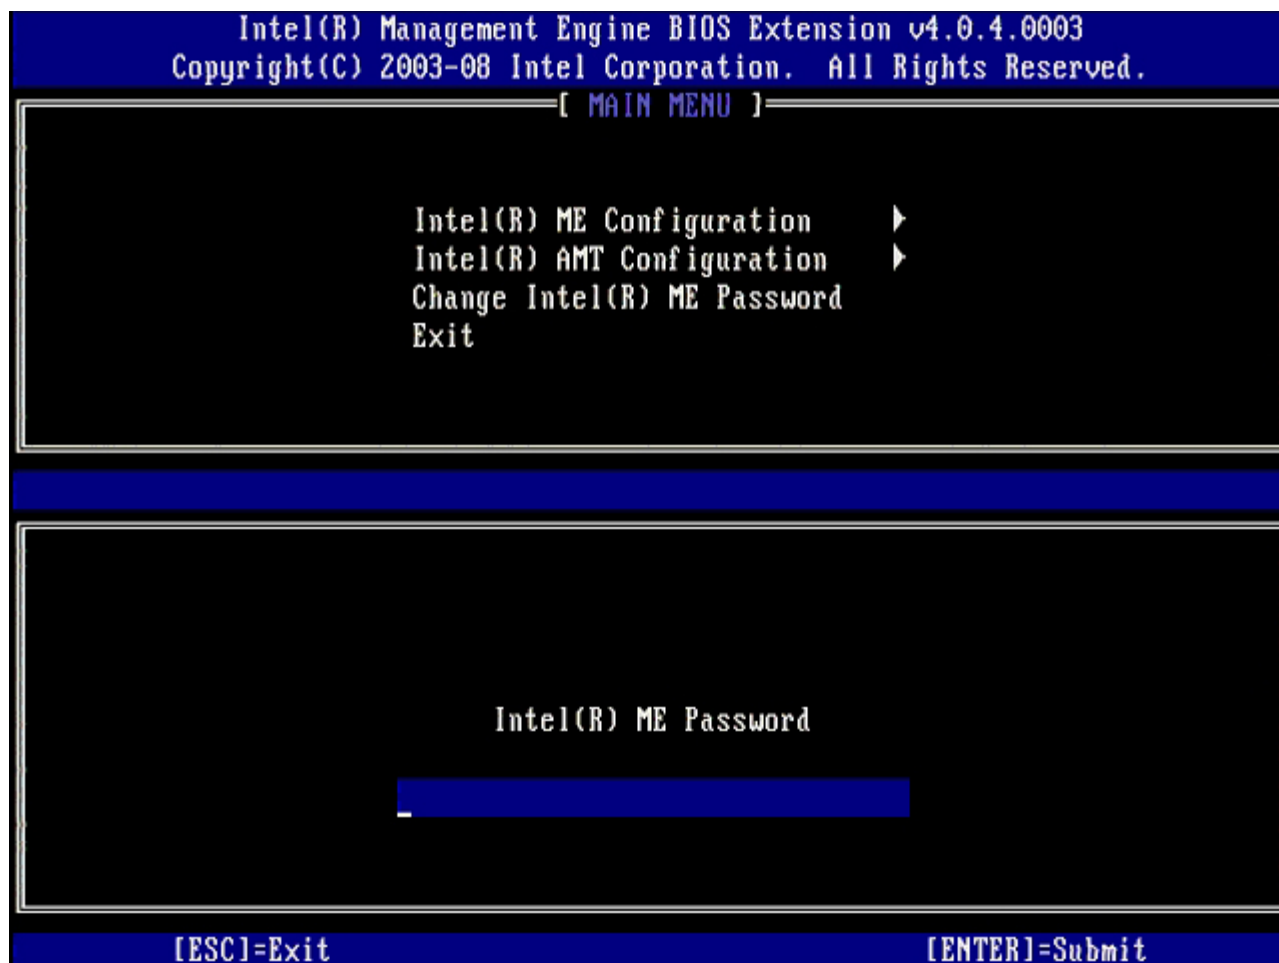 Intel(R) Management Engine BIOS Extension v4.0.4.0003
Copyright(C) 2003-08 Intel Corporation. All Rights Reserved.
[ MAIN MENU ]
Intel(R) ME Configuration
Intel(R) AMT Configuration
Change Intel(R) ME Password
Exit
Intel(R) ME Password
[ESC]=Exit [ENTER]=Submit